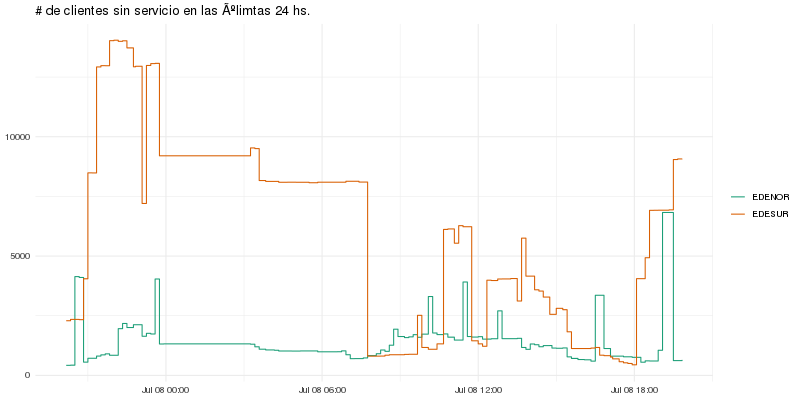 # de clientes sin servicio en las Ãºlimtas 24 hs.
10000
5000
0
Jul 08 00:00
Jul 08 06:00
Jul 08 12:00
Jul 08 18:00
EDENOR
EDESUR